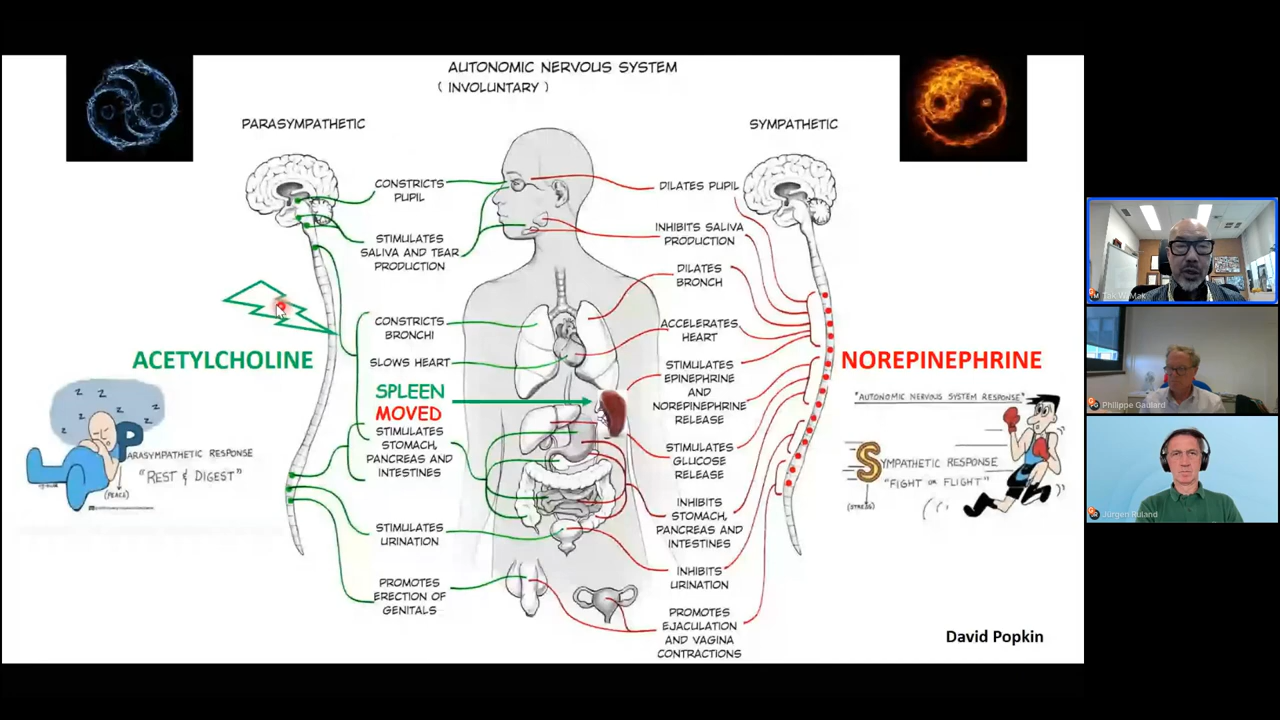 AUTONOMIC NERVOUS SYSTEM
( INVOLUNTARY )
PARASYMPATHETIC
SYMPATHETIC
CONSTRICTS
PUPIL
STIMULATES
SALIVA AND TEAR
PRODUCTION
CONSTRICTS
BRONCHI
SLOWS HEART
SPLEEN
MOVED
STIMULATES
STOMACH,
PANCREAS AND
INTESTINES
STIMULATES
URINATION
PROMOTES
ERECTION OF
GENITALS
DILATES PUPIL
INHIBITS SALIVA
PRODUCTION
DILATES
BRONCH
ACCELERATES
HEART
STIMULATES
EPINEPHRINE
AND
NOREPINEPHRINE
RELEASE
STIMULATES
GLUCOSE
RELEASE
INHIBITS
STOMACH,
PANCREAS AND
INTESTINES
INHIBITS
URINATION
PROMOTES
EJACULATION
AND VAGINA
CONTRACTIONS
ACETYLCHOLINE
Z Z Z Z Z
PARASYMPATHETIC RESPONSE
"REST & DIGEST"
(PEACE)
NOREPINEPHRINE
"AUTONOMIC NERVOUS SYSTEM RESPONSE"
SYMPATHETIC RESPONSE
"FIGHT OR FLIGHT"
(STRESS)
David Popkin
Tak W. Mak
Philippe Gaulard
Jürgen Ruland